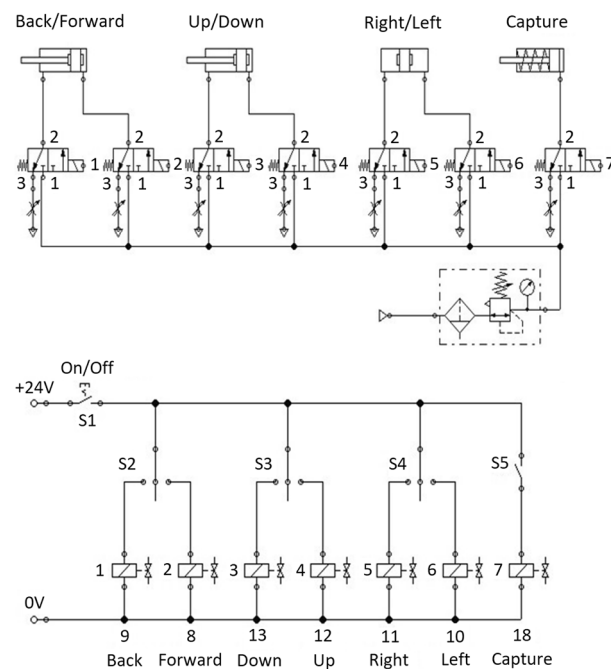 Back/Forward Up/Down Right/Left Capture
2 2 2 2 2 2 2
1 2 3 4 5 6 7
3 1 3 1 3 1 3 1 3 1 3 1 3 1
On/Off
+24V
S1
S2 S3 S4 S5
1 2 3 4 5 6 7
0V
9 8 13 12 11 10 18
Back Forward Down Up Right Left Capture